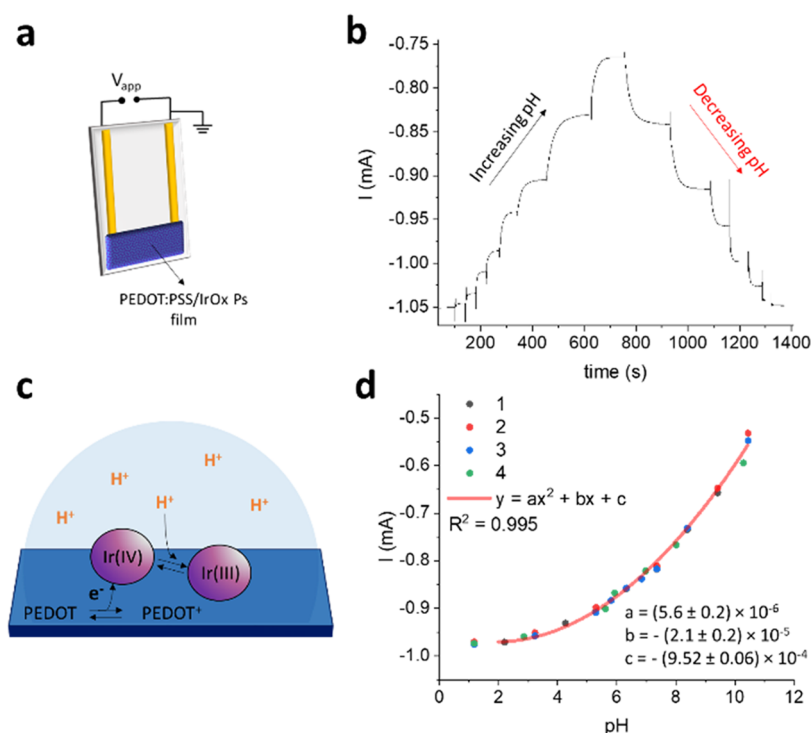 a
V_app
PEDOT:PSS/IrOx Ps
film
b
I (mA)
-0.75
-0.80
-0.85
-0.90
-0.95
-1.00
-1.05
Increasing pH
Decreasing pH
200 400 600 800 1000 1200 1400
time (s)
c
H⁺
H⁺
H⁺
H⁺
H⁺
H⁺
Ir(IV)
Ir(III)
e⁻
PEDOT
PEDOT⁺
d
I (mA)
-0.5
-0.6
-0.7
-0.8
-0.9
-1.0
1
2
3
4
y = ax² + bx + c
R² = 0.995
a = (5.6 ± 0.2) × 10⁻⁶
b = - (2.1 ± 0.2) × 10⁻⁵
c = - (9.52 ± 0.06) × 10⁻⁴
0 2 4 6 8 10 12
pH